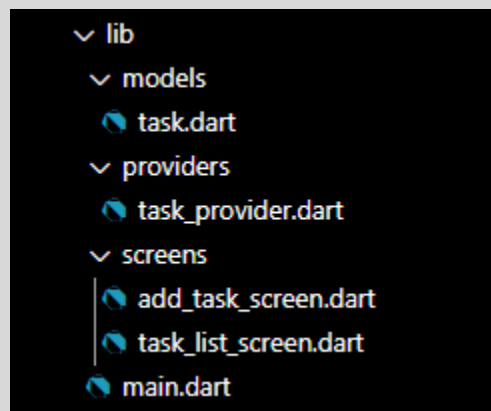 lib
models
task.dart
providers
task_provider.dart
screens
add_task_screen.dart
task_list_screen.dart
main.dart